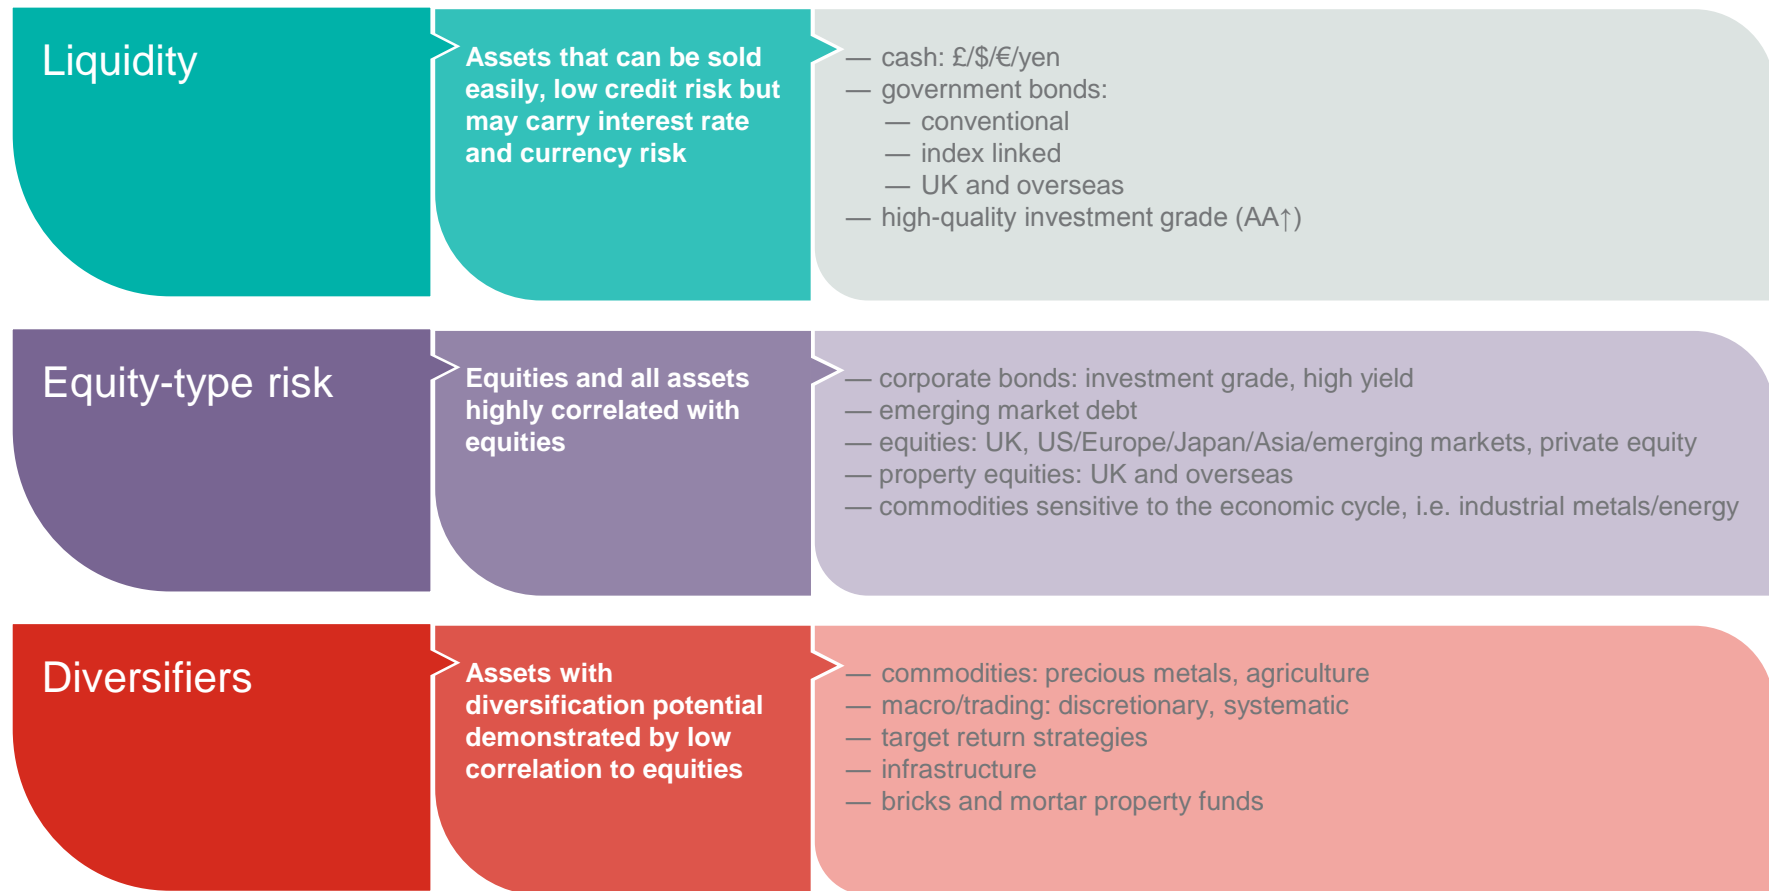 Liquidity
Assets that can be sold
easily, low credit risk but
may carry interest rate
and currency risk
— cash: £/$/€/yen
— government bonds:
— conventional
— index linked
— UK and overseas
— high-quality investment grade (AA↑)
Equity-type risk
Equities and all assets
highly correlated with
equities
— corporate bonds: investment grade, high yield
— emerging market debt
— equities: UK, US/Europe/Japan/Asia/emerging markets, private equity
— property equities: UK and overseas
— commodities sensitive to the economic cycle, i.e. industrial metals/energy
Diversifiers
Assets with
diversification potential
demonstrated by low
correlation to equities
— commodities: precious metals, agriculture
— macro/trading: discretionary, systematic
— target return strategies
— infrastructure
— bricks and mortar property funds